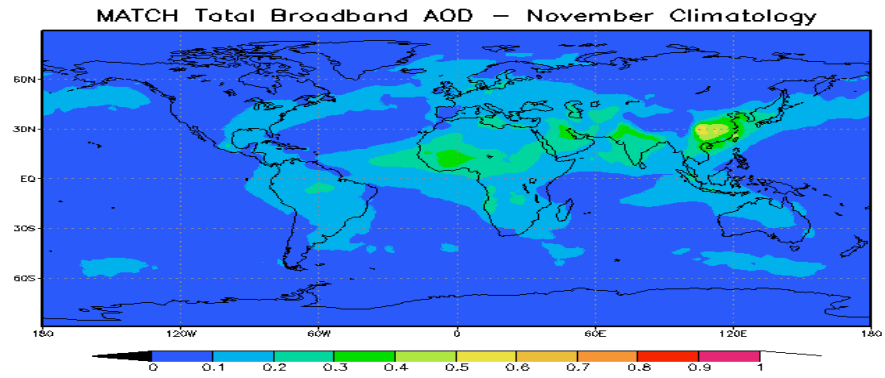 MATCH Total Broadband AOD – November Climatology
60N
30N
EQ
30S
60S
180 120W 60W 0 60E 120E 180
0 0.1 0.2 0.3 0.4 0.5 0.6 0.7 0.8 0.9 1